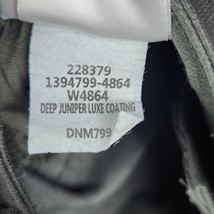 228379
1394799-4864
W4864
DEEP JUNIPER LUXE COATING
DNM799